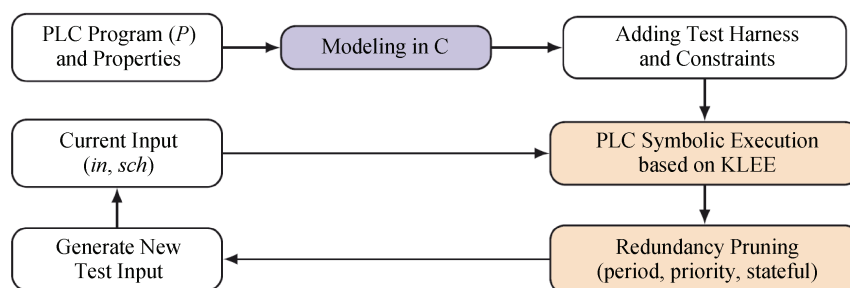 PLC Program (P)
and Properties
Modeling in C
Adding Test Harness
and Constraints
Current Input
(in, sch)
PLC Symbolic Execution
based on KLEE
Generate New
Test Input
Redundancy Pruning
(period, priority, stateful)